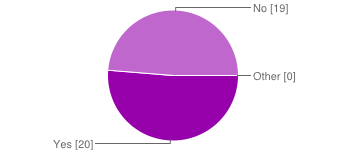 No [19]
Other [0]
Yes [20]